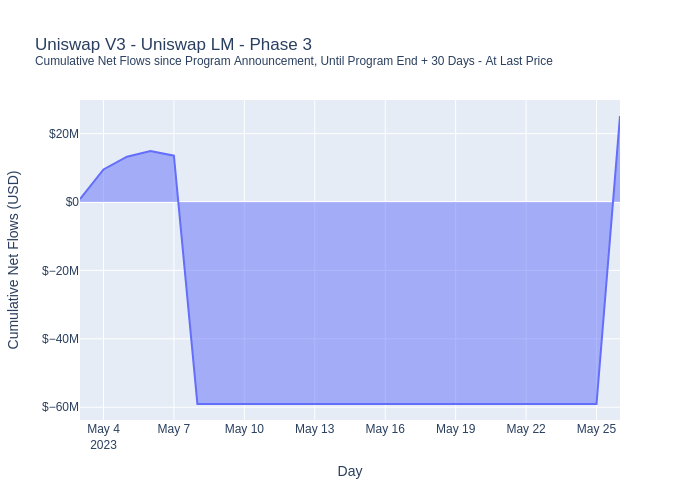 Uniswap V3 - Uniswap LM - Phase 3
Cumulative Net Flows since Program Announcement, Until Program End + 30 Days - At Last Price
Cumulative Net Flows (USD)
$20M
$0
$−20M
$−40M
$−60M
May 4
2023
May 7
May 10
May 13
May 16
May 19
May 22
May 25
Day